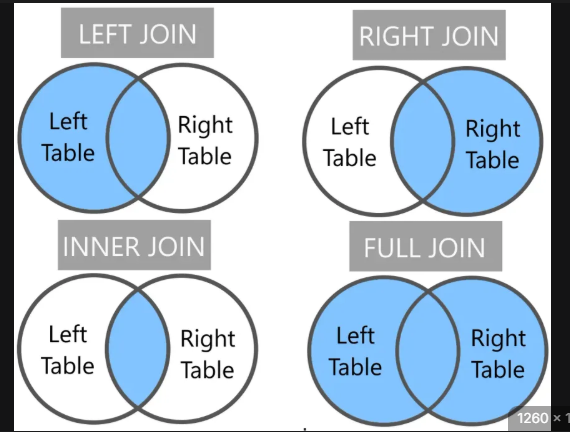 LEFT JOIN
Left
Table
Right
Table
RIGHT JOIN
Left
Table
Right
Table
INNER JOIN
Left
Table
Right
Table
FULL JOIN
Left
Table
Right
Table
1260 × 1